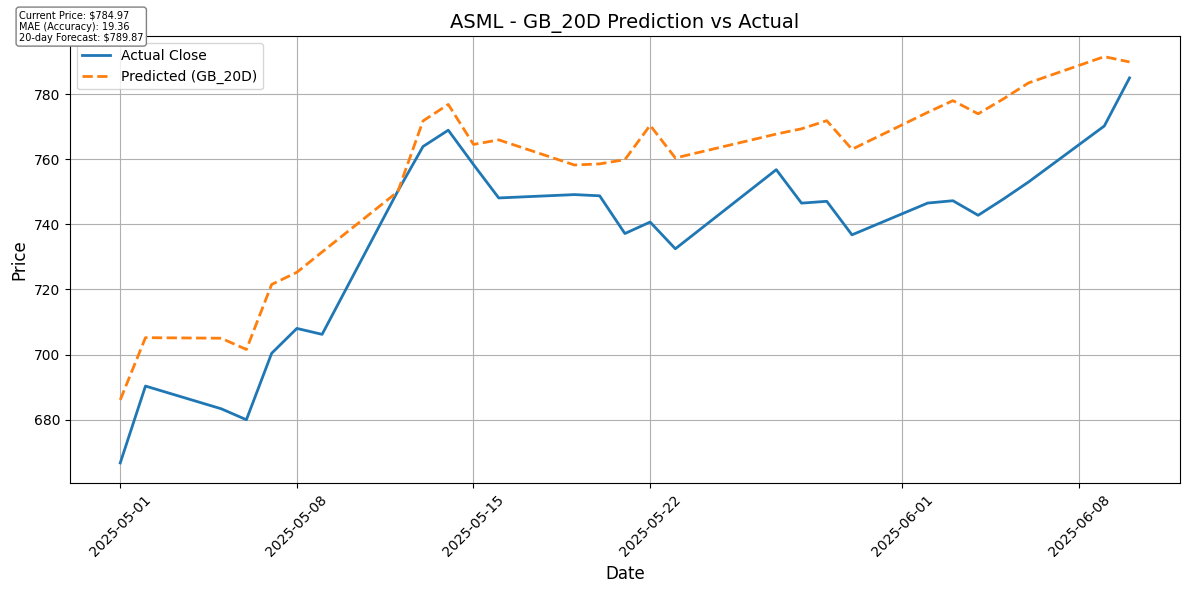 Current Price: $784.97
MAE (Accuracy): 19.36
20-day Forecast: $789.87
ASML - GB_20D Prediction vs Actual
Actual Close
Predicted (GB_20D)
Price
780
760
740
720
700
680
2025-05-01
2025-05-08
2025-05-15
2025-05-22
2025-06-01
2025-06-08
Date